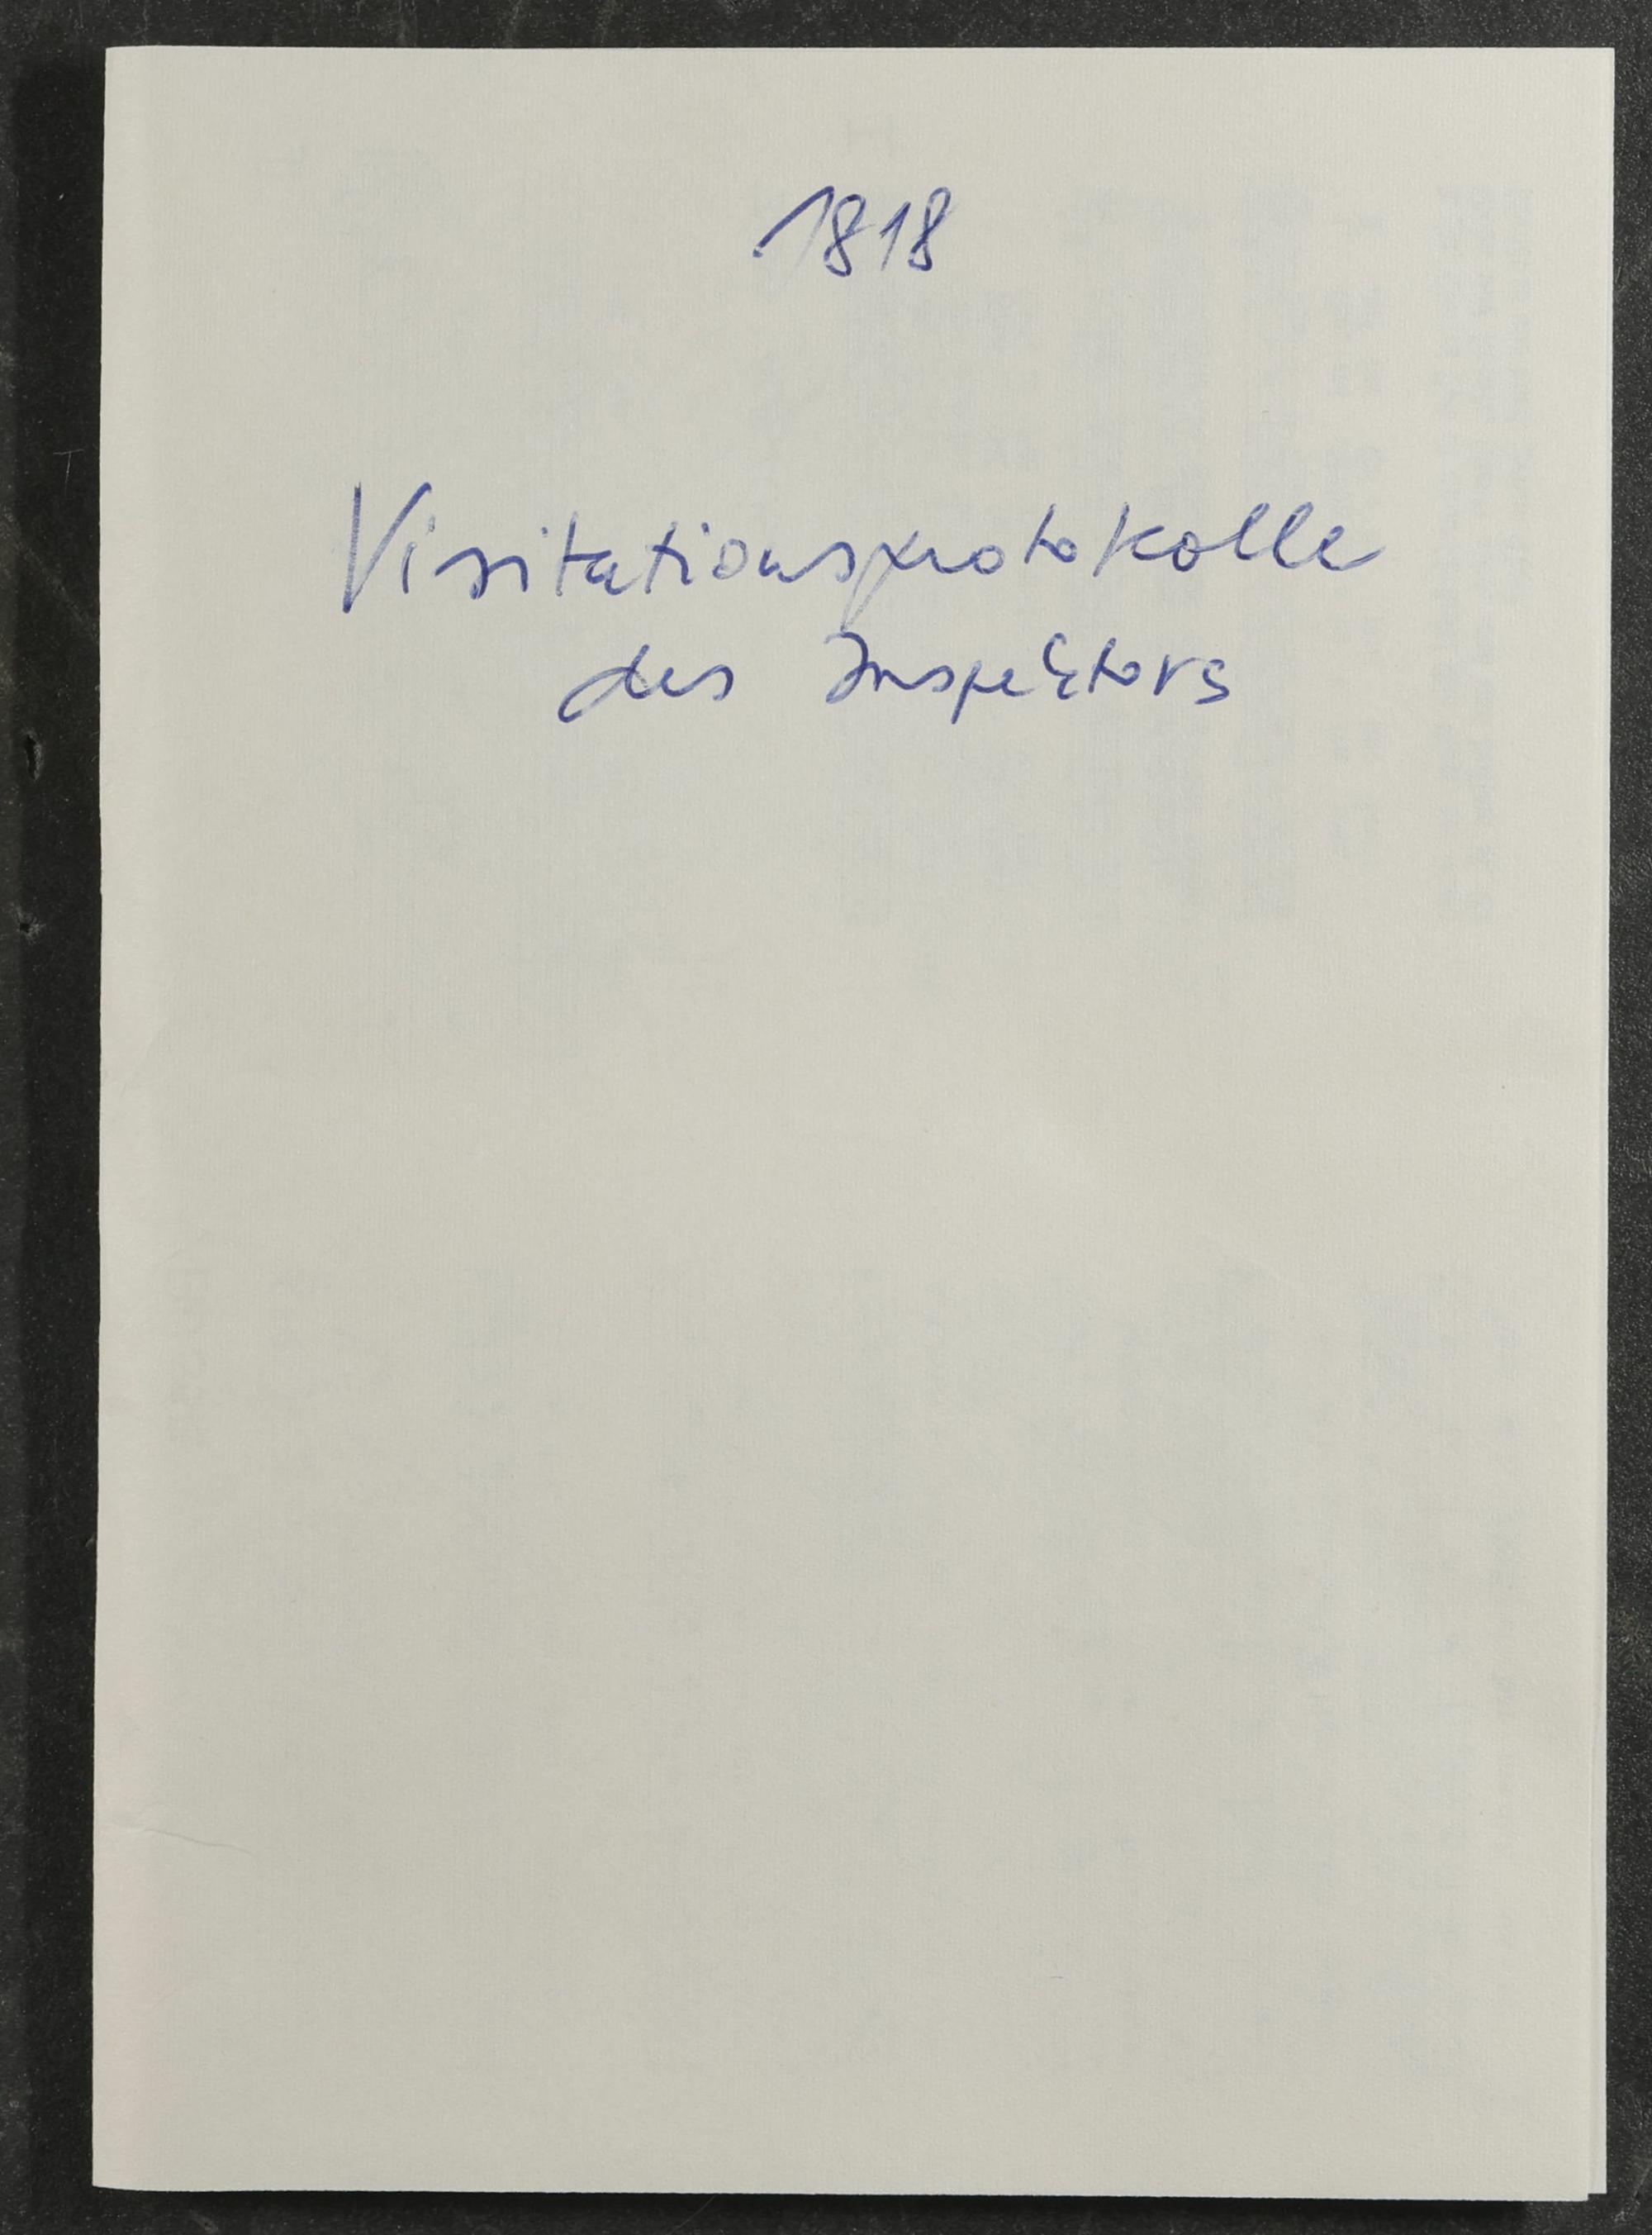 1818
Visitationsprotokolle
des Inspektors